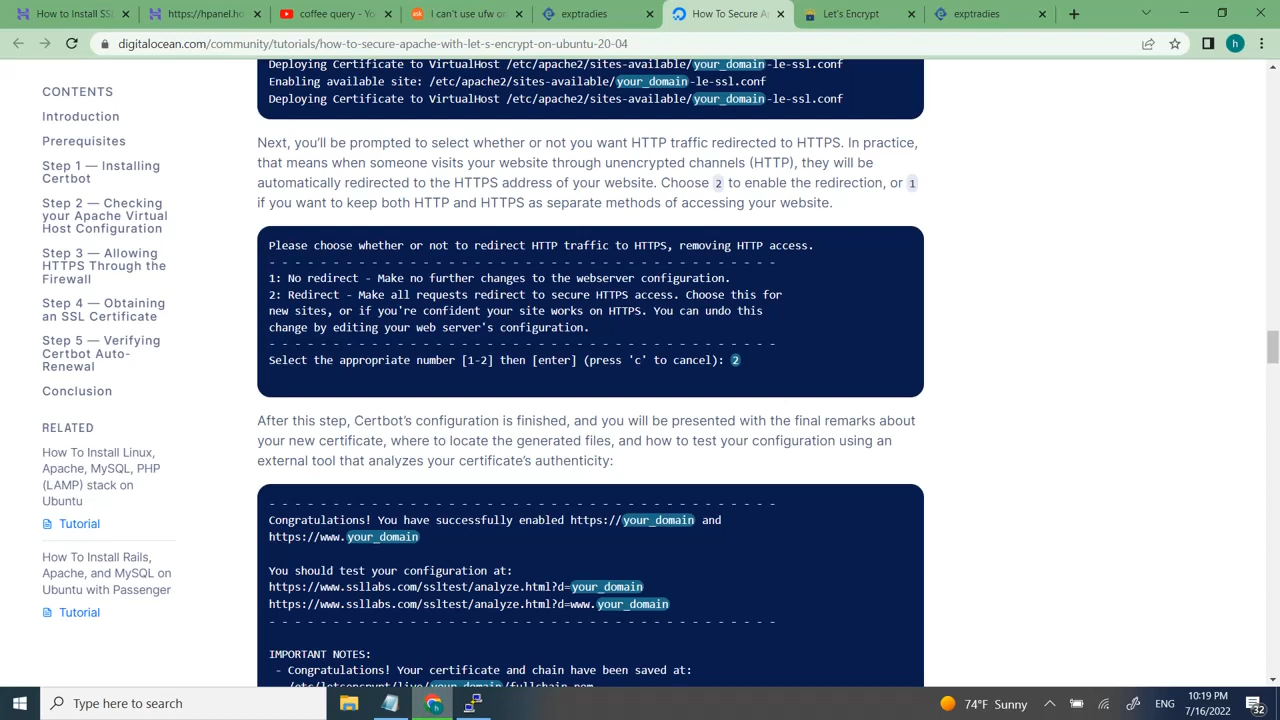 How To Install SSL
https://hpanel.ho
coffee week
I can't use ufw on
exptradies
How To Secure Ap
Let's Encrypt
exptradies
digitalocean.com/community/tutorials/how-to-secure-apache-with-let-s-encrypt-on-ubuntu-20-04
h
CONTENTS
Introduction
Prerequisites
Step 1 — Installing
Certbot
Step 2 — Checking
your Apache Virtual
Host Configuration
Step 3 — Allowing
HTTPS Through the
Firewall
Step 4 — Obtaining
an SSL Certificate
Step 5 — Verifying
Certbot Auto-
Renewal
Conclusion
RELATED
How To Install Linux,
Apache, MySQL, PHP
(LAMP) stack on
Ubuntu
Tutorial
How To Install Rails,
Apache, and MySQL on
Ubuntu with Passenger
Tutorial
Deploying Certificate to VirtualHost /etc/apache2/sites-available/your_domain-le-ssl.conf
Enabling available site: /etc/apache2/sites-available/your_domain-le-ssl.conf
Deploying Certificate to VirtualHost /etc/apache2/sites-available/your_domain-le-ssl.conf
Next, you'll be prompted to select whether or not you want HTTP traffic redirected to HTTPS. In practice,
that means when someone visits your website through unencrypted channels (HTTP), they will be
automatically redirected to the HTTPS address of your website. Choose 2 to enable the redirection, or 1
if you want to keep both HTTP and HTTPS as separate methods of accessing your website.
Please choose whether or not to redirect HTTP traffic to HTTPS, removing HTTP access.
- - - - - - - - - - - - - - - - - - - - - - - - - - - - - - - - - - - - - - - -
1: No redirect - Make no further changes to the webserver configuration.
2: Redirect - Make all requests redirect to secure HTTPS access. Choose this for
new sites, or if you're confident your site works on HTTPS. You can undo this
change by editing your web server's configuration.
- - - - - - - - - - - - - - - - - - - - - - - - - - - - - - - - - - - - - - - -
Select the appropriate number [1-2] then [enter] (press 'c' to cancel): 2
After this step, Certbot's configuration is finished, and you will be presented with the final remarks about
your new certificate, where to locate the generated files, and how to test your configuration using an
external tool that analyzes your certificate's authenticity:
- - - - - - - - - - - - - - - - - - - - - - - - - - - - - - - - - - - - - - - -
Congratulations! You have successfully enabled https://your_domain and
https://www.your_domain
You should test your configuration at:
https://www.ssllabs.com/ssltest/analyze.html?d=your_domain
https://www.ssllabs.com/ssltest/analyze.html?d=www.your_domain
- - - - - - - - - - - - - - - - - - - - - - - - - - - - - - - - - - - - - - - -
IMPORTANT NOTES:
- Congratulations! Your certificate and chain have been saved at:
/etc/letsencrypt/live/your_domain/fullchain.pem
Type here to search
74°F Sunny
ENG
10:19 PM
7/16/2022
32